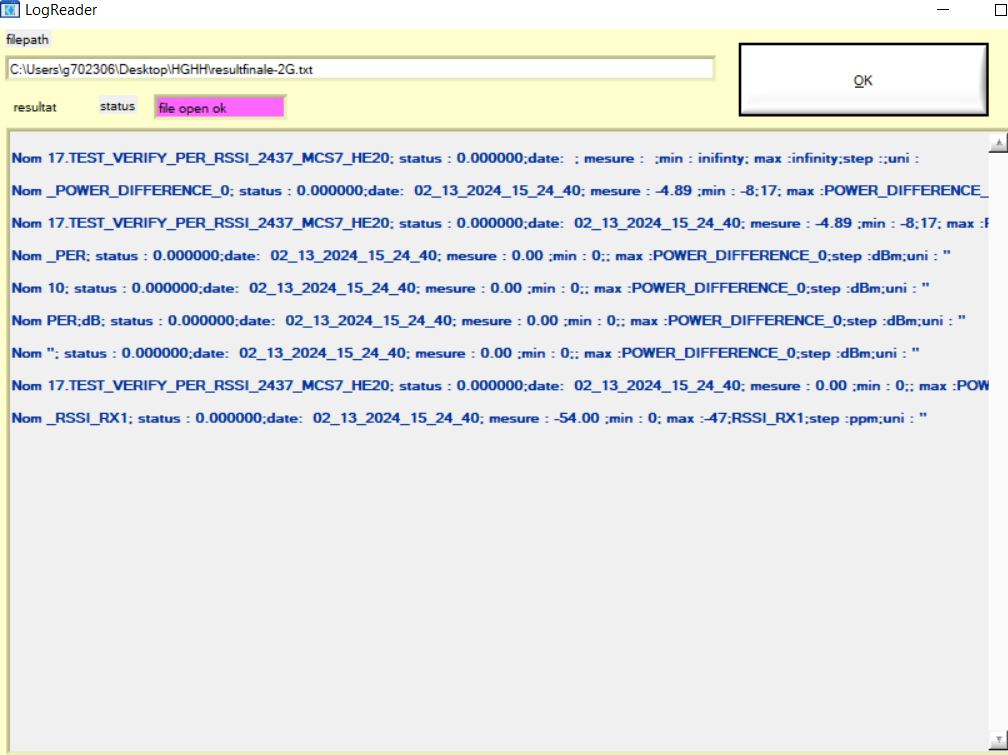 LogReader
filepath
C:\Users\g702306\Desktop\HGHH\resultfinale-2G.txt
OK
resultat status file open ok
Nom 17.TEST_VERIFY_PER_RSSI_2437_MCS7_HE20; status : 0.000000;date:  ; mesure :  ;min : inifinty; max :infinity;step :;uni :
Nom _POWER_DIFFERENCE_0; status : 0.000000;date:  02_13_2024_15_24_40; mesure : -4.89 ;min : -8;17; max :POWER_DIFFERENCE_
Nom 17.TEST_VERIFY_PER_RSSI_2437_MCS7_HE20; status : 0.000000;date:  02_13_2024_15_24_40; mesure : -4.89 ;min : -8;17; max :
Nom _PER; status : 0.000000;date:  02_13_2024_15_24_40; mesure : 0.00 ;min : 0;; max :POWER_DIFFERENCE_0;step :dBm;uni : "
Nom 10; status : 0.000000;date:  02_13_2024_15_24_40; mesure : 0.00 ;min : 0;; max :POWER_DIFFERENCE_0;step :dBm;uni : "
Nom PER;dB; status : 0.000000;date:  02_13_2024_15_24_40; mesure : 0.00 ;min : 0;; max :POWER_DIFFERENCE_0;step :dBm;uni : "
Nom "; status : 0.000000;date:  02_13_2024_15_24_40; mesure : 0.00 ;min : 0;; max :POWER_DIFFERENCE_0;step :dBm;uni : "
Nom 17.TEST_VERIFY_PER_RSSI_2437_MCS7_HE20; status : 0.000000;date:  02_13_2024_15_24_40; mesure : 0.00 ;min : 0;; max :POW
Nom _RSSI_RX1; status : 0.000000;date:  02_13_2024_15_24_40; mesure : -54.00 ;min : 0; max :-47;RSSI_RX1;step :ppm;uni : "